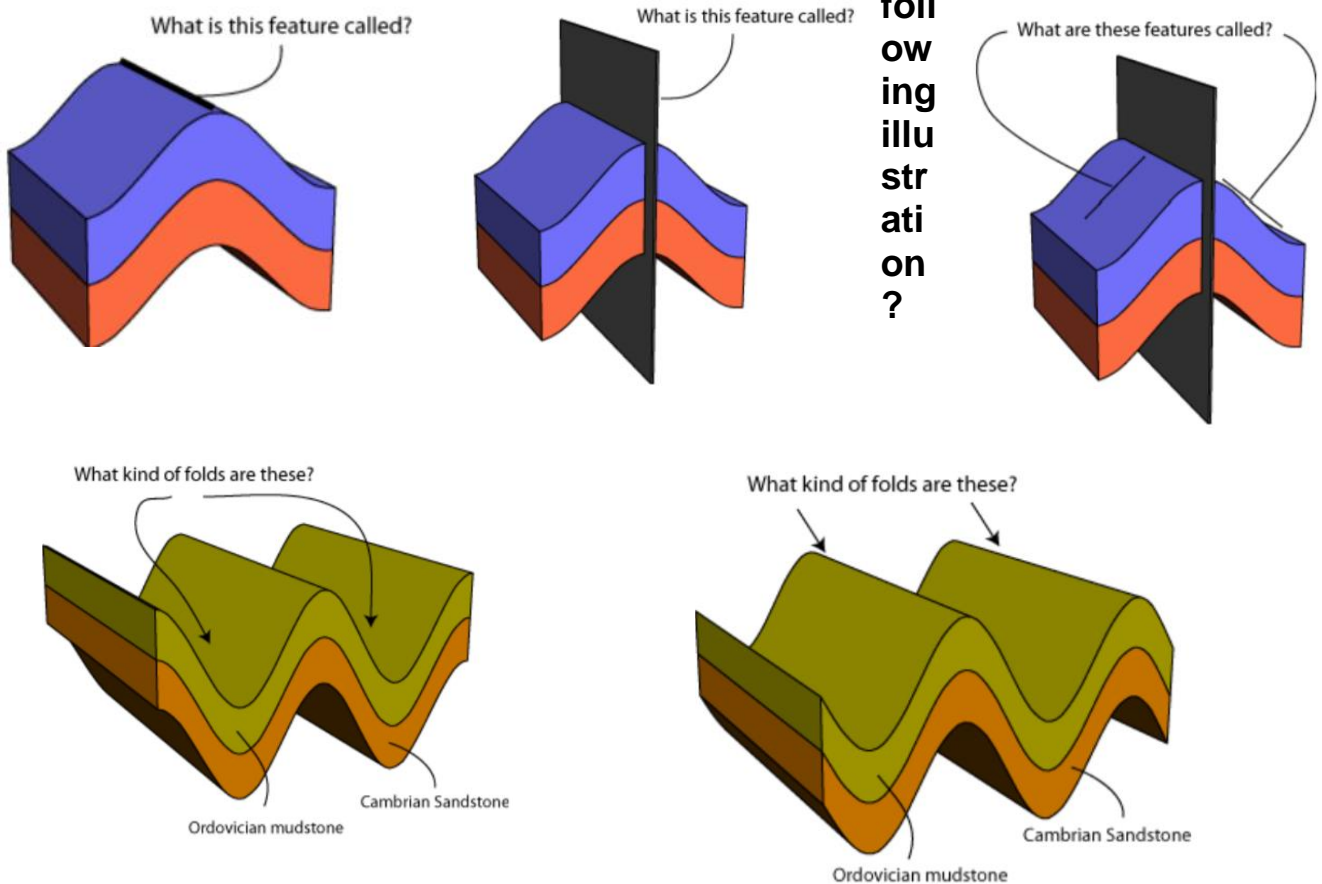 What is this feature called?
What is this feature called?
foll
ow
ing
illu
str
ati
on
?
What are these features called?
What kind of folds are these?
Ordovician mudstone
Cambrian Sandstone
What kind of folds are these?
Ordovician mudstone
Cambrian Sandstone